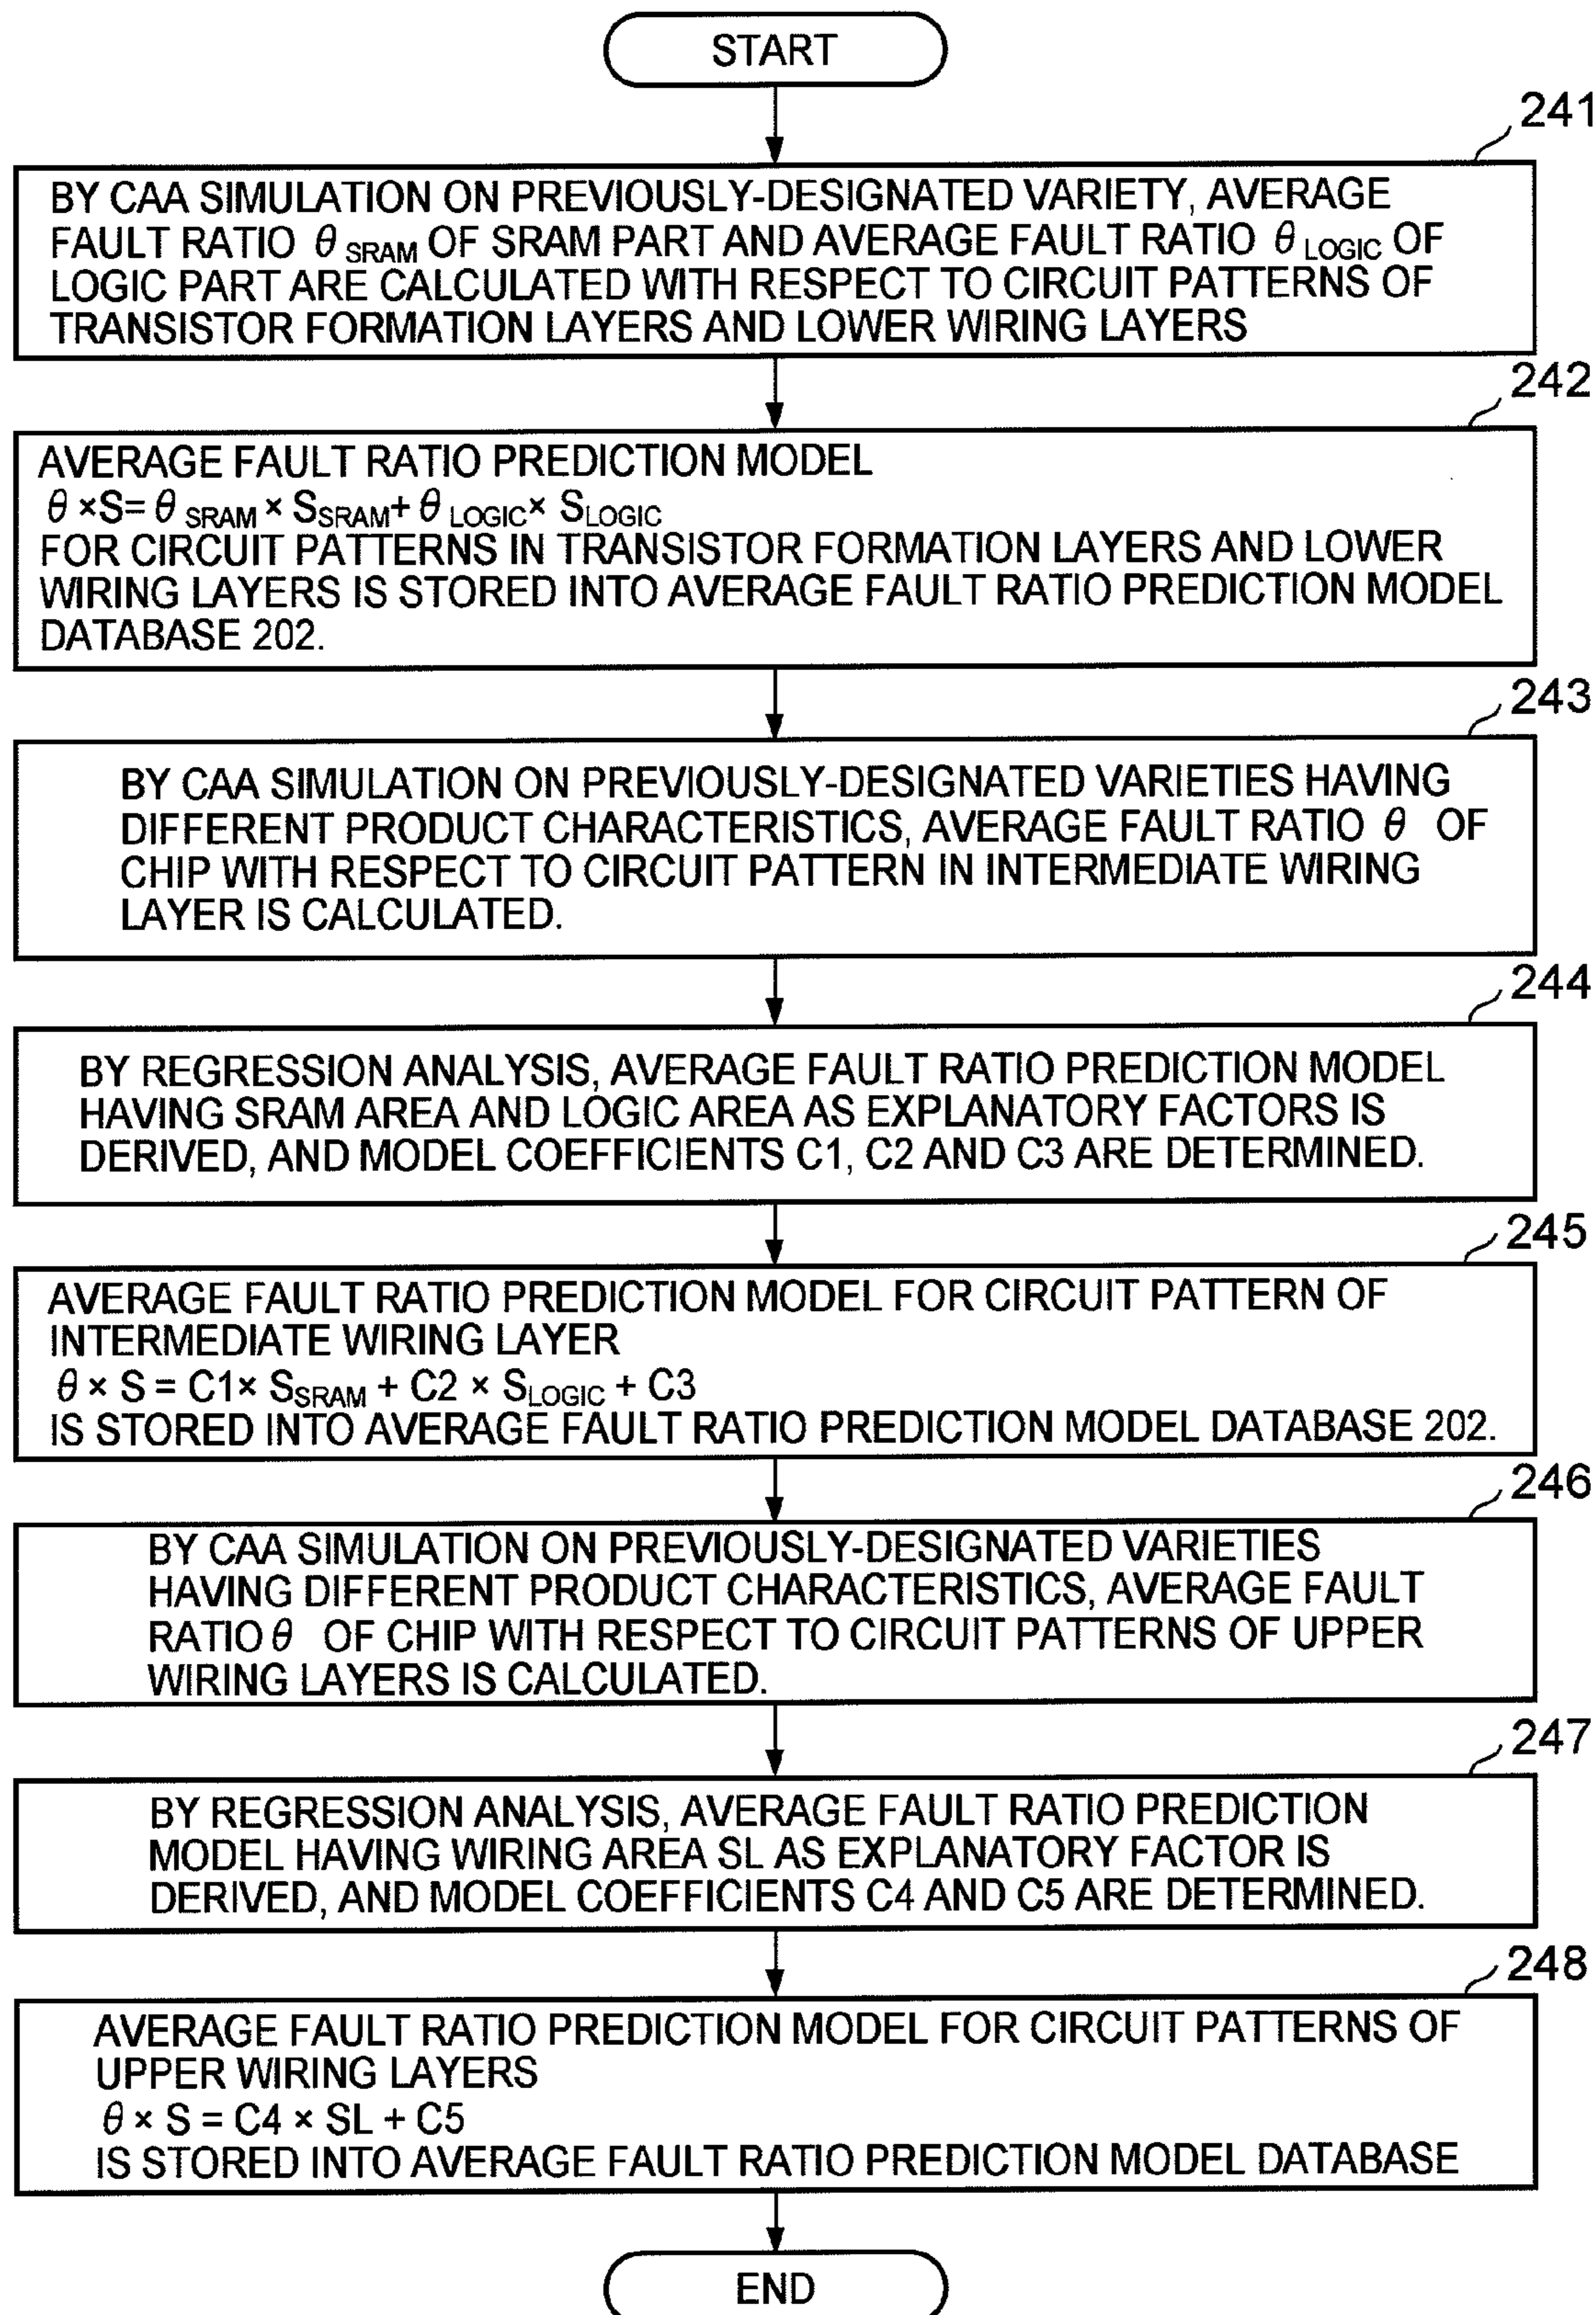 START
241
BY CAA SIMULATION ON PREVIOUSLY-DESIGNATED VARIETY, AVERAGE
FAULT RATIO θ SRAM OF SRAM PART AND AVERAGE FAULT RATIO θ LOGIC OF
LOGIC PART ARE CALCULATED WITH RESPECT TO CIRCUIT PATTERNS OF
TRANSISTOR FORMATION LAYERS AND LOWER WIRING LAYERS
242
AVERAGE FAULT RATIO PREDICTION MODEL
θ ×S= θ SRAM × SSRAM+ θ LOGIC× SLOGIC
FOR CIRCUIT PATTERNS IN TRANSISTOR FORMATION LAYERS AND LOWER
WIRING LAYERS IS STORED INTO AVERAGE FAULT RATIO PREDICTION MODEL
DATABASE 202.
243
BY CAA SIMULATION ON PREVIOUSLY-DESIGNATED VARIETIES HAVING
DIFFERENT PRODUCT CHARACTERISTICS, AVERAGE FAULT RATIO θ OF
CHIP WITH RESPECT TO CIRCUIT PATTERN IN INTERMEDIATE WIRING
LAYER IS CALCULATED.
244
BY REGRESSION ANALYSIS, AVERAGE FAULT RATIO PREDICTION MODEL
HAVING SRAM AREA AND LOGIC AREA AS EXPLANATORY FACTORS IS
DERIVED, AND MODEL COEFFICIENTS C1, C2 AND C3 ARE DETERMINED.
245
AVERAGE FAULT RATIO PREDICTION MODEL FOR CIRCUIT PATTERN OF
INTERMEDIATE WIRING LAYER
θ × S = C1× SSRAM + C2 × SLOGIC + C3
IS STORED INTO AVERAGE FAULT RATIO PREDICTION MODEL DATABASE 202.
246
BY CAA SIMULATION ON PREVIOUSLY-DESIGNATED VARIETIES
HAVING DIFFERENT PRODUCT CHARACTERISTICS, AVERAGE FAULT
RATIO θ OF CHIP WITH RESPECT TO CIRCUIT PATTERNS OF UPPER
WIRING LAYERS IS CALCULATED.
247
BY REGRESSION ANALYSIS, AVERAGE FAULT RATIO PREDICTION
MODEL HAVING WIRING AREA SL AS EXPLANATORY FACTOR IS
DERIVED, AND MODEL COEFFICIENTS C4 AND C5 ARE DETERMINED.
248
AVERAGE FAULT RATIO PREDICTION MODEL FOR CIRCUIT PATTERNS OF
UPPER WIRING LAYERS
θ × S = C4 × SL + C5
IS STORED INTO AVERAGE FAULT RATIO PREDICTION MODEL DATABASE
END